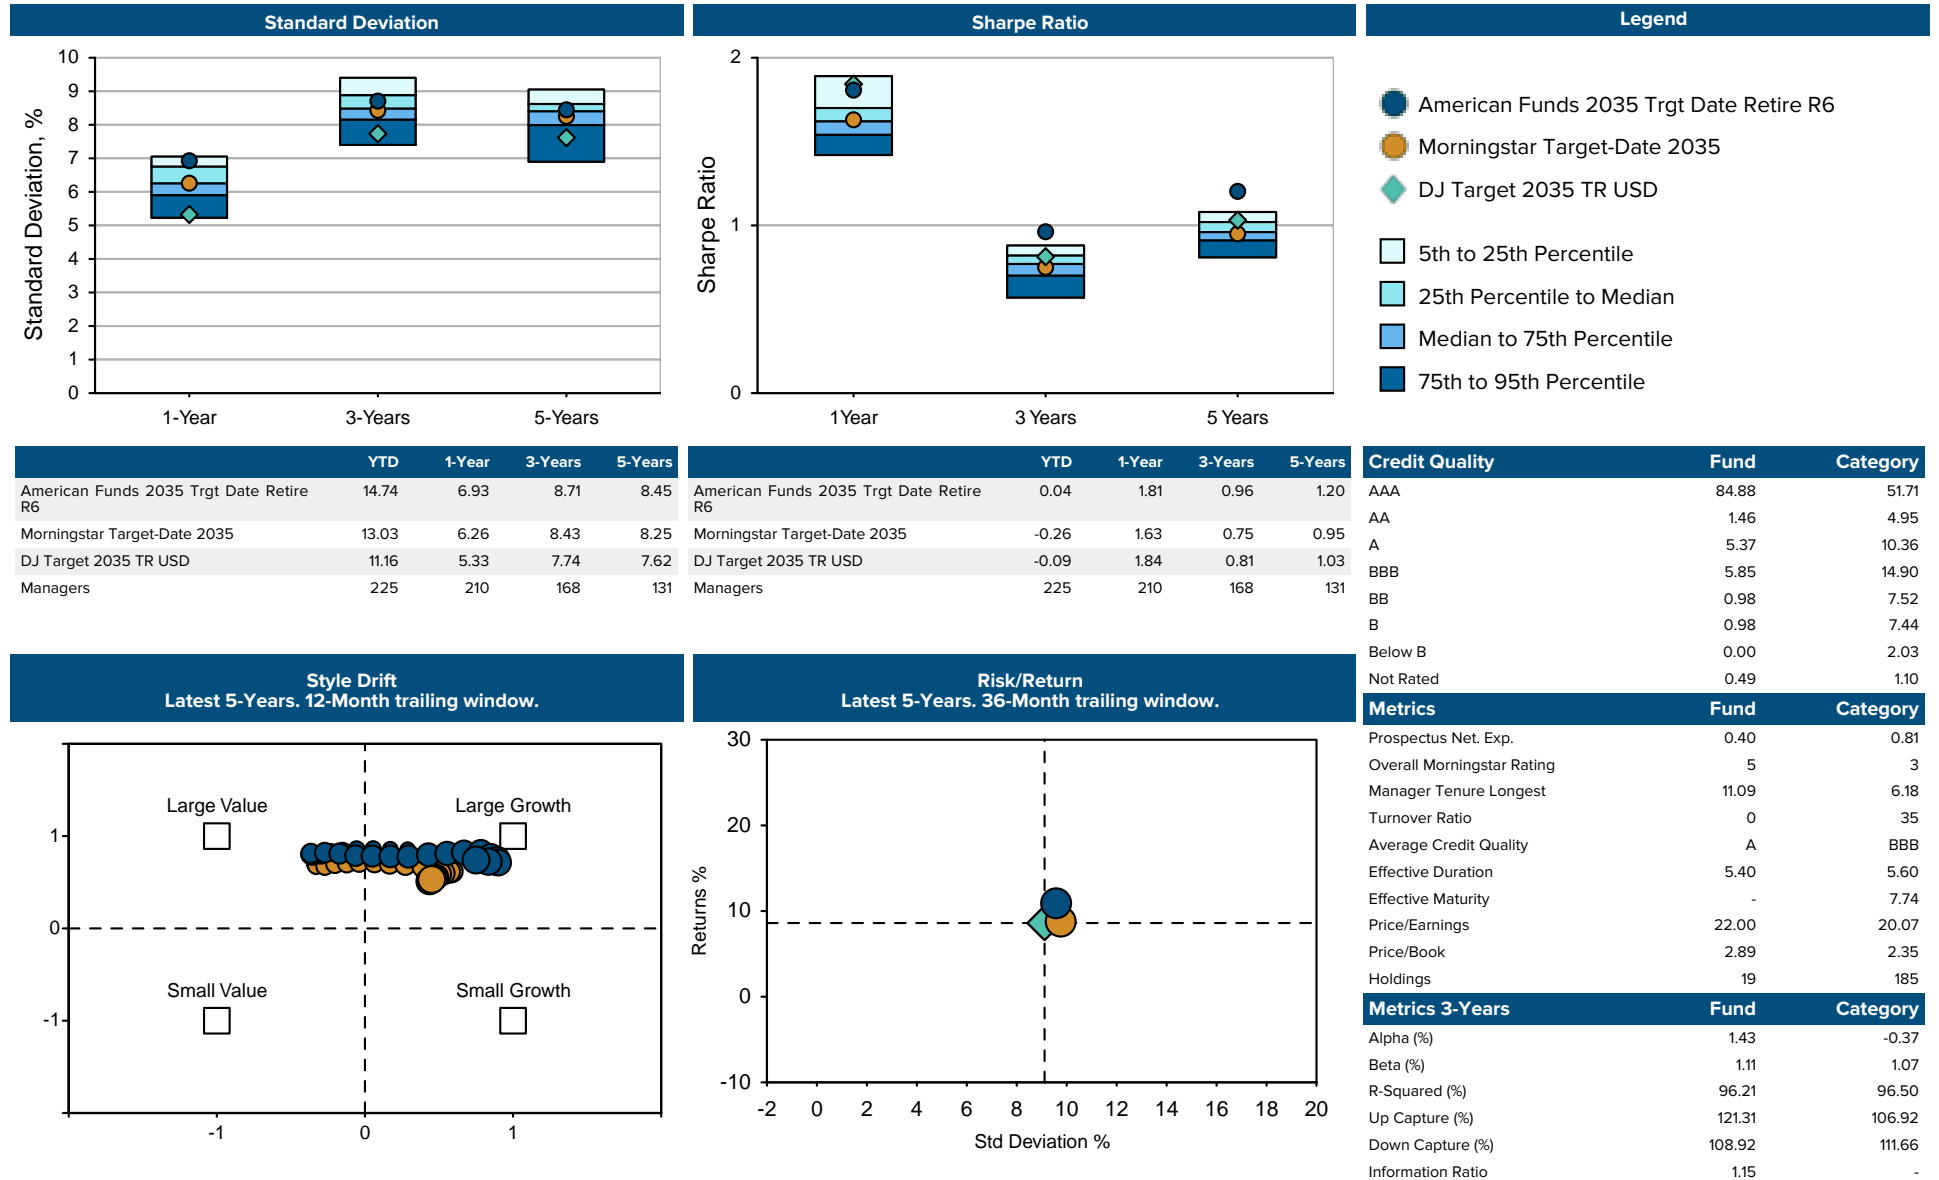 Standard Deviation
Standard Deviation, %
10
9
8
7
6
5
4
3
2
1
0
1-Year 3-Years 5-Years
Sharpe Ratio
Sharpe Ratio
2
1
0
1 Year 3 Years 5 Years
Legend
American Funds 2035 Trgt Date Retire R6
Morningstar Target-Date 2035
DJ Target 2035 TR USD
5th to 25th Percentile
25th Percentile to Median
Median to 75th Percentile
75th to 95th Percentile
YTD 1-Year 3-Years 5-Years
American Funds 2035 Trgt Date Retire 14.74 6.93 8.71 8.45
R6
Morningstar Target-Date 2035 13.03 6.26 8.43 8.25
DJ Target 2035 TR USD 11.16 5.33 7.74 7.62
Managers 225 210 168 131
YTD 1-Year 3-Years 5-Years
American Funds 2035 Trgt Date Retire 0.04 1.81 0.96 1.20
R6
Morningstar Target-Date 2035 -0.26 1.63 0.75 0.95
DJ Target 2035 TR USD -0.09 1.84 0.81 1.03
Managers 225 210 168 131
Credit Quality Fund Category
AAA 84.88 51.71
AA 1.46 4.95
A 5.37 10.36
BBB 5.85 14.90
BB 0.98 7.52
B 0.98 7.44
Below B 0.00 2.03
Not Rated 0.49 1.10
Metrics Fund Category
Prospectus Net. Exp. 0.40 0.81
Overall Morningstar Rating 5 3
Manager Tenure Longest 11.09 6.18
Turnover Ratio 0 35
Average Credit Quality A BBB
Effective Duration 5.40 5.60
Effective Maturity - 7.74
Price/Earnings 22.00 20.07
Price/Book 2.89 2.35
Holdings 19 185
Metrics 3-Years Fund Category
Alpha (%) 1.43 -0.37
Beta (%) 1.11 1.07
R-Squared (%) 96.21 96.50
Up Capture (%) 121.31 106.92
Down Capture (%) 108.92 111.66
Information Ratio 1.15 -
Style Drift
Latest 5-Years. 12-Month trailing window.
Large Value Large Growth
1
0
Small Value Small Growth
-1
-1 0 1
Risk/Return
Latest 5-Years. 36-Month trailing window.
Returns %
30
20
10
0
-10
-2 0 2 4 6 8 10 12 14 16 18 20
Std Deviation %